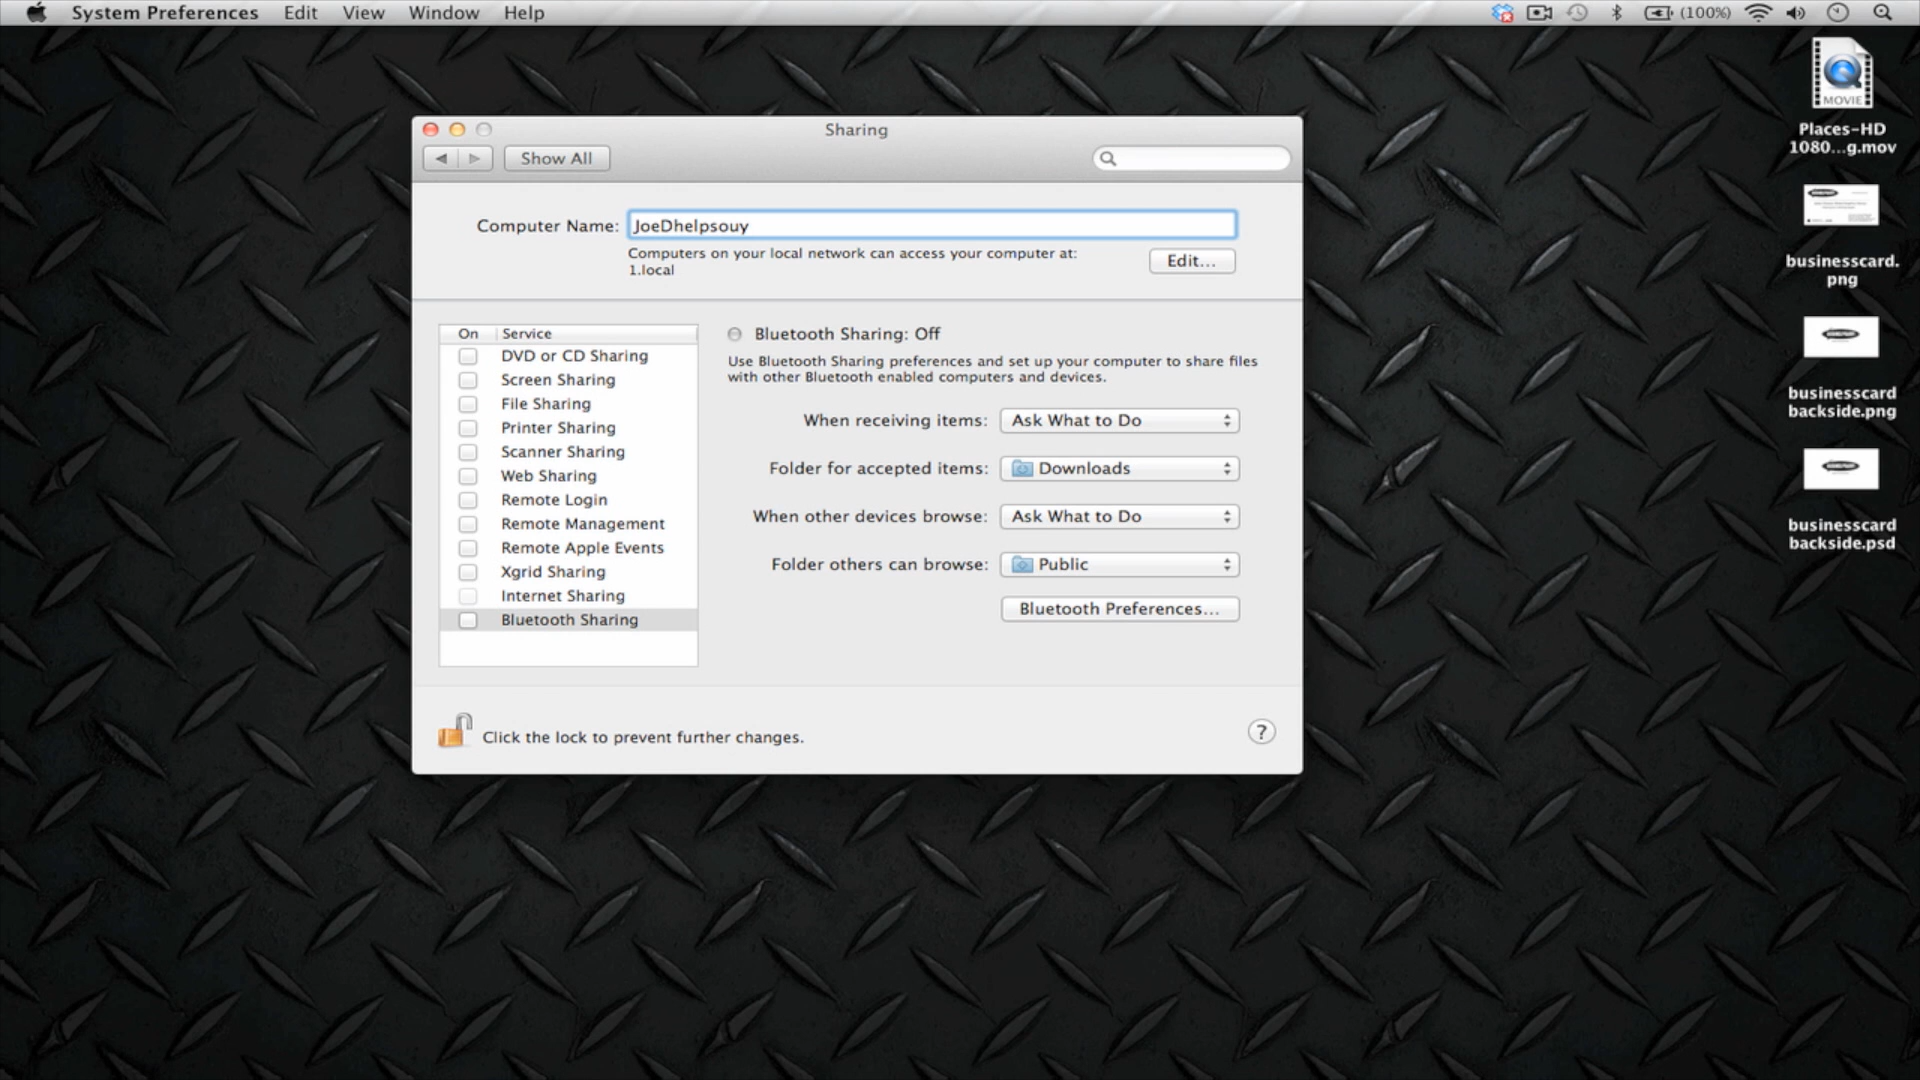 System Preferences Edit View Window Help (100%)
Sharing
Show All
Computer Name: JoeDhelpsouy
Computers on your local network can access your computer at:
1.local
Edit...
On Service
DVD or CD Sharing
Screen Sharing
File Sharing
Printer Sharing
Scanner Sharing
Web Sharing
Remote Login
Remote Management
Remote Apple Events
Xgrid Sharing
Internet Sharing
Bluetooth Sharing
Bluetooth Sharing: Off
Use Bluetooth Sharing preferences and set up your computer to share files
with other Bluetooth enabled computers and devices.
When receiving items: Ask What to Do
Folder for accepted items: Downloads
When other devices browse: Ask What to Do
Folder others can browse: Public
Bluetooth Preferences...
Click the lock to prevent further changes.
?
MOVIE
Places-HD
1080...g.mov
businesscard.
png
businesscard
backside.png
businesscard
backside.psd